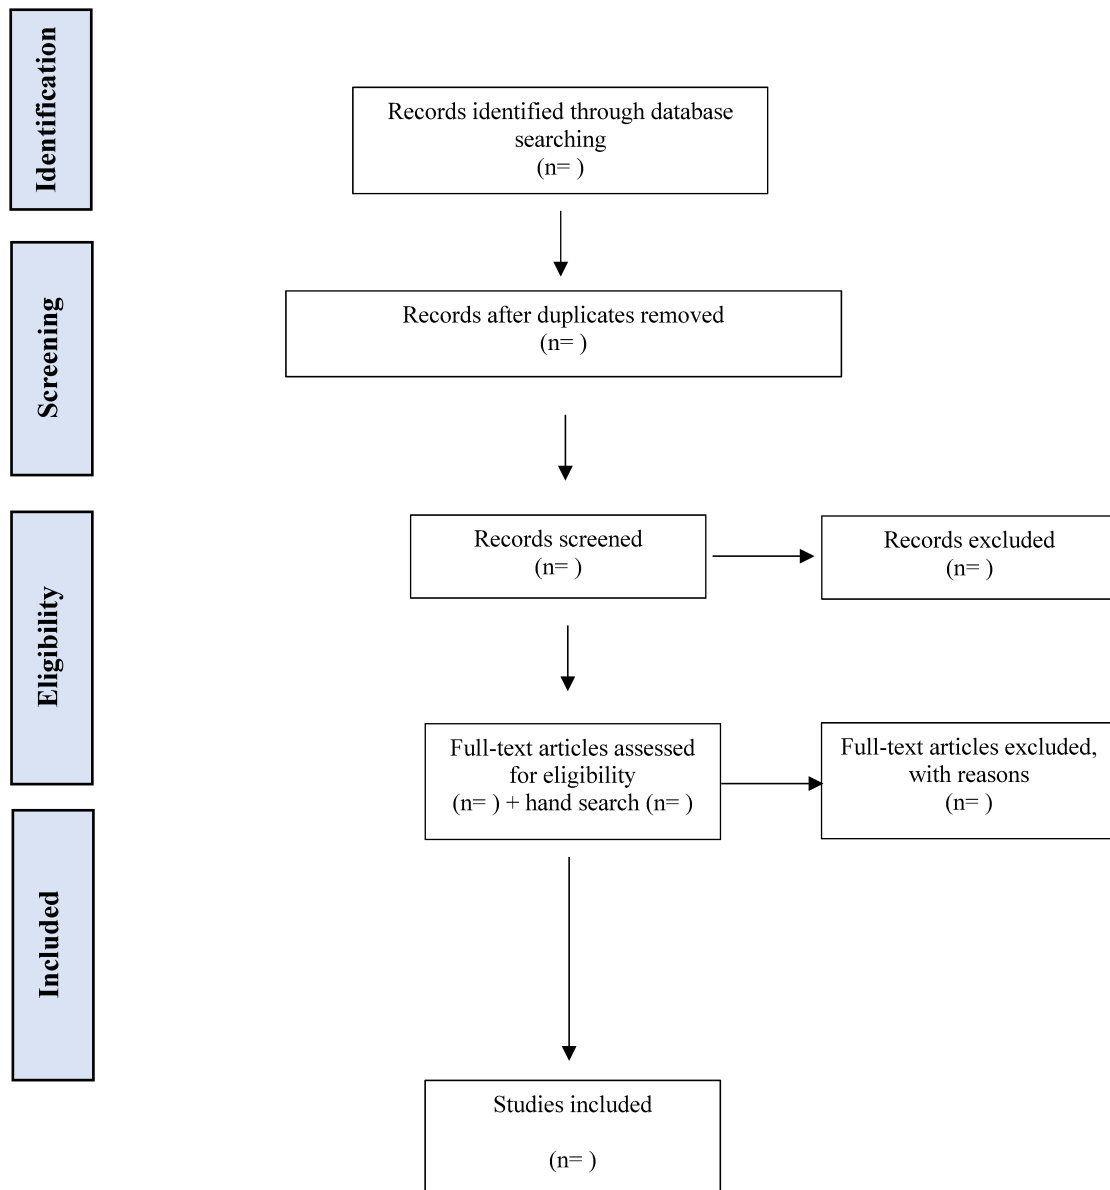 Identification
Records identified through database
searching
(n= )
Screening
Records after duplicates removed
(n= )
Eligibility
Records screened
(n= )
Records excluded
(n= )
Full-text articles assessed
for eligibility
(n= ) + hand search (n= )
Full-text articles excluded,
with reasons
(n= )
Included
Studies included
(n= )